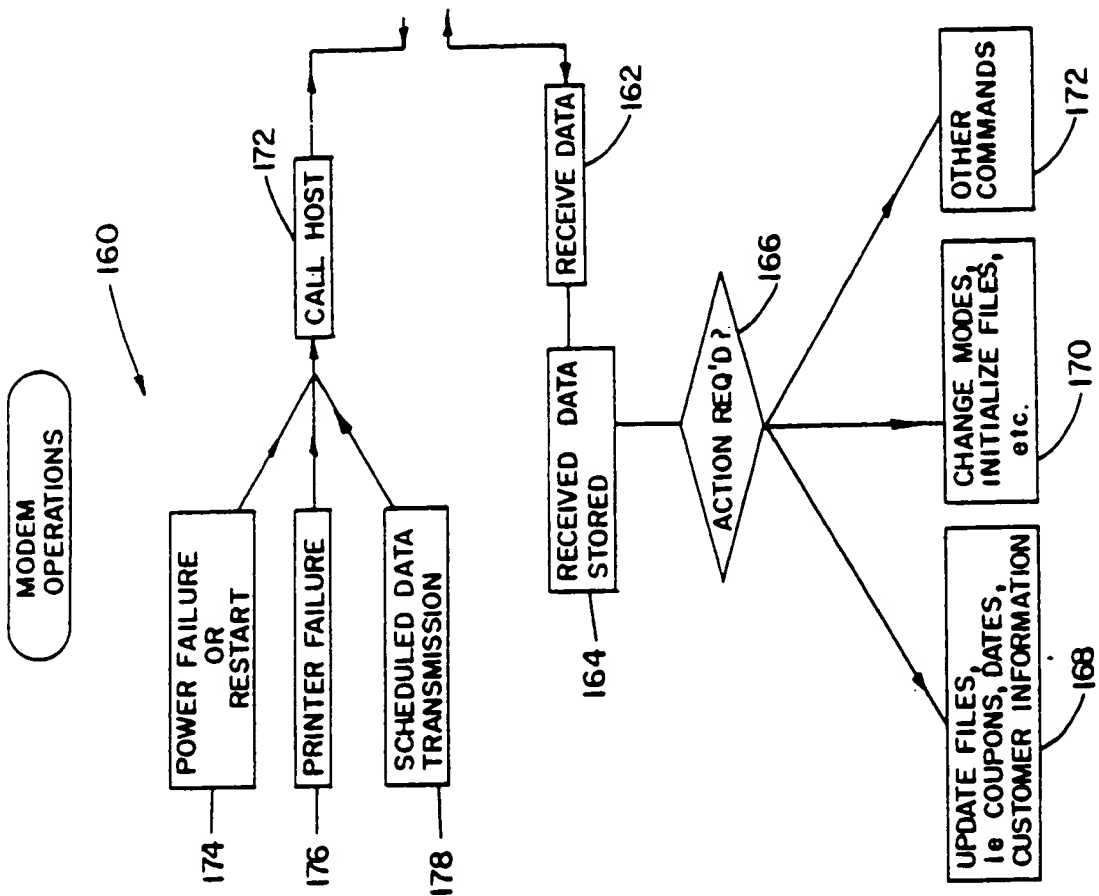 MODEM
OPERATIONS
160
174
POWER FAILURE
OR
RESTART
176
PRINTER FAILURE
178
SCHEDULED DATA
TRANSMISSION
172
CALL HOST
162
RECEIVE DATA
164
RECEIVED DATA
STORED
166
ACTION REQ'D?
168
UPDATE FILES,
ie COUPONS, DATES,
CUSTOMER INFORMATION
170
CHANGE MODES,
INITIALIZE FILES,
etc.
172
OTHER
COMMANDS